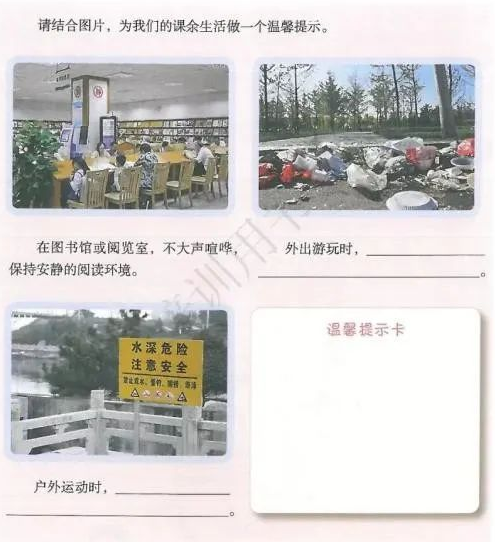 请结合图片，为我们的课余生活做一个温馨提示。
在图书馆或阅览室，不大声喧哗，
保持安静的阅读环境。
外出游玩时，
。
水深危险
注意安全
户外运动时，
。
温馨提示卡